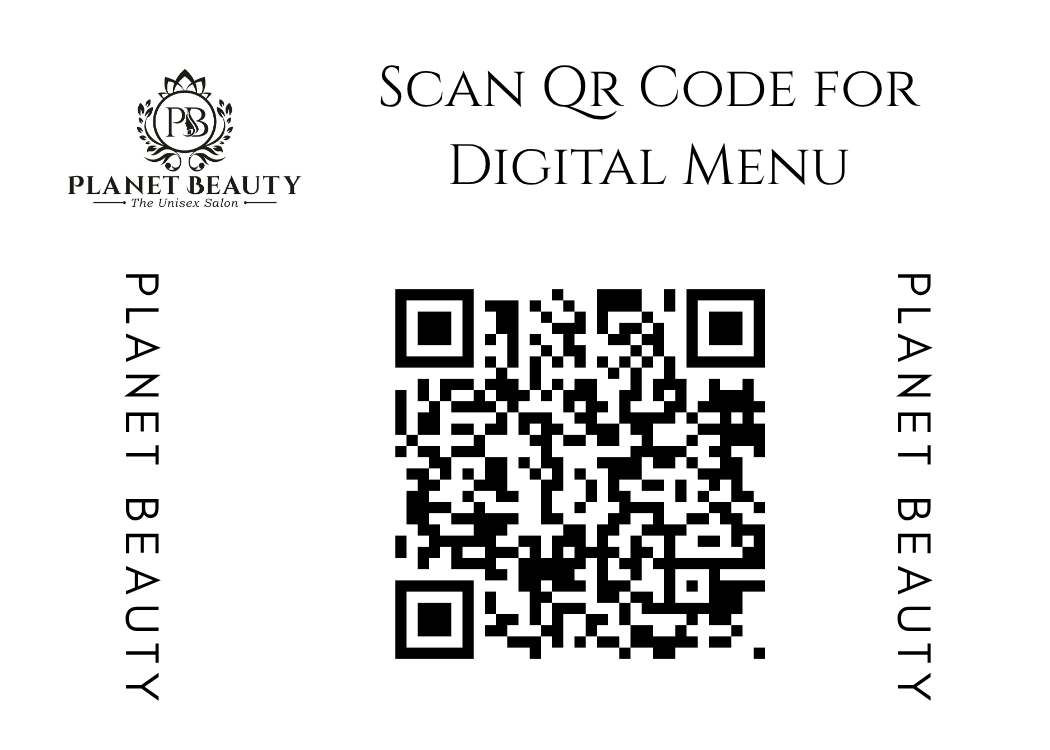 PB
PLANET BEAUTY
The Unisex Salon
Scan Qr Code for
Digital Menu
PLANET BEAUTY
PLANET BEAUTY